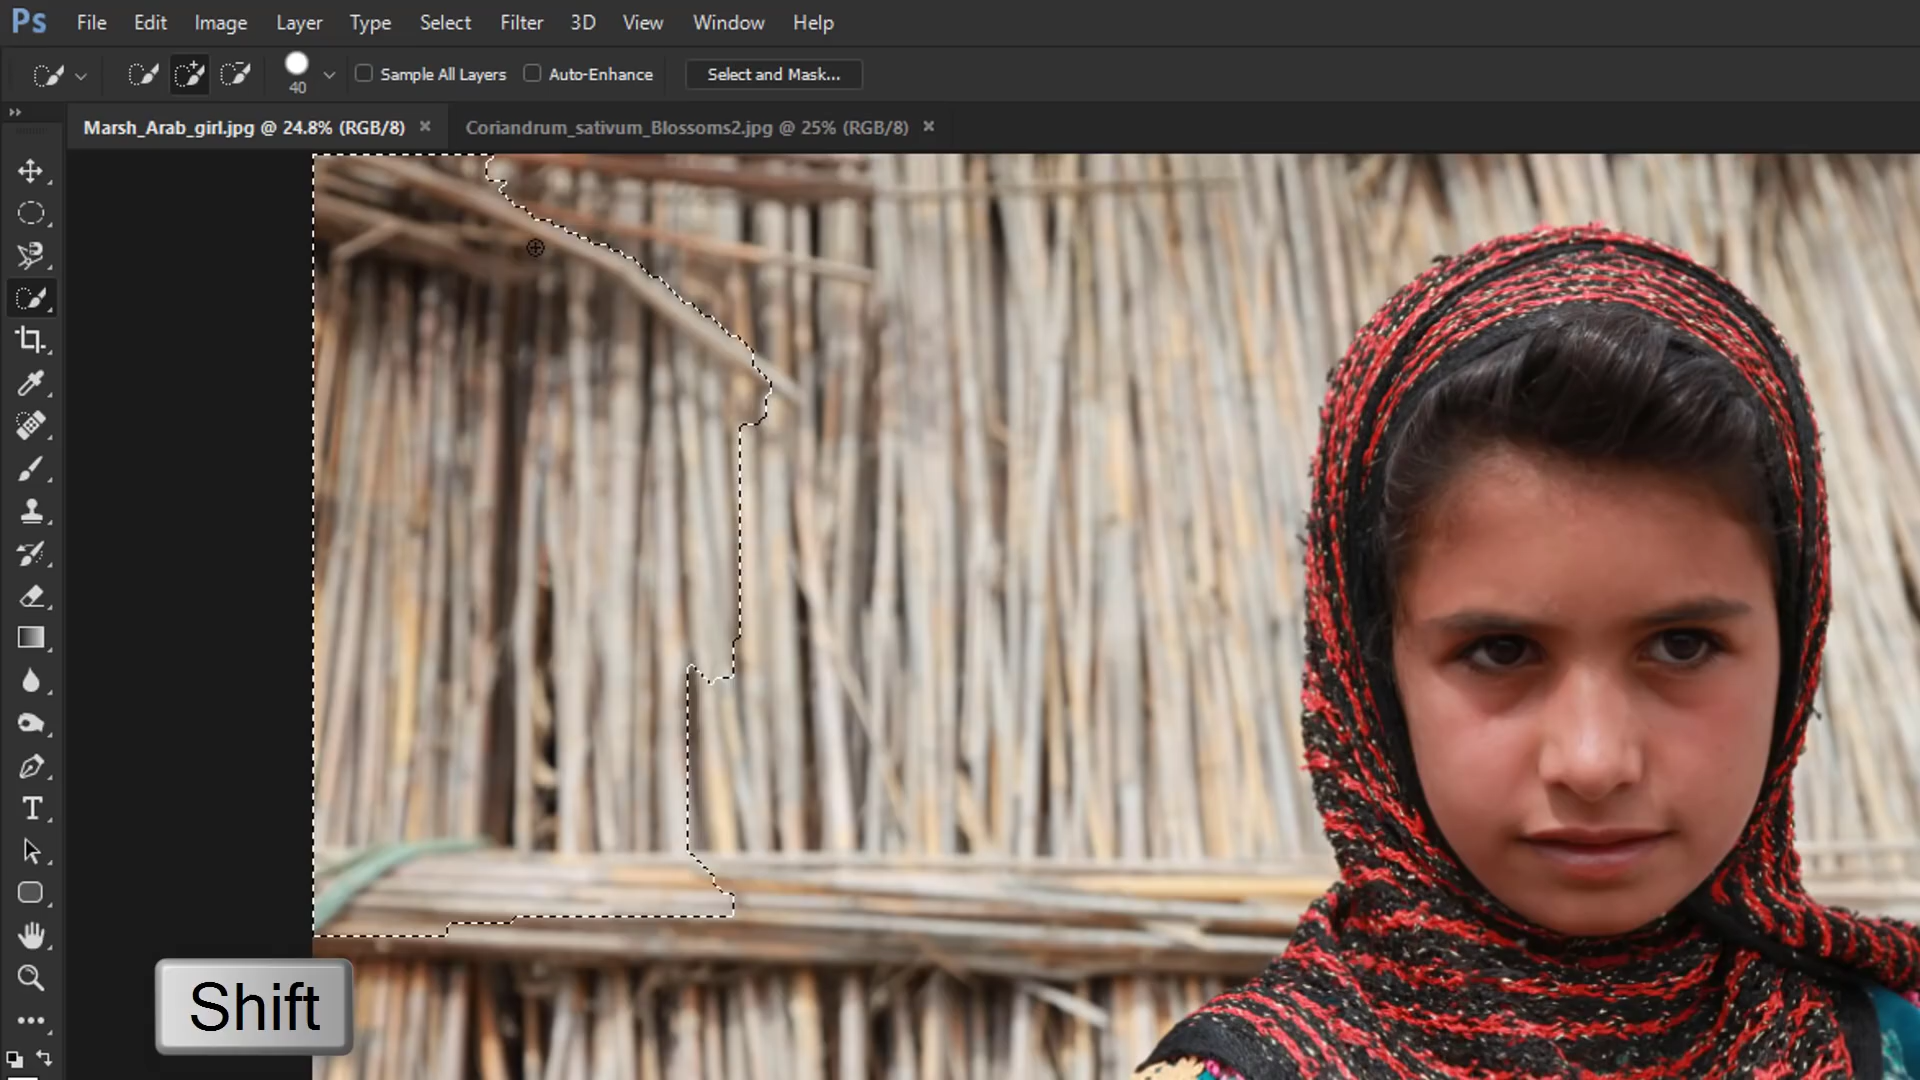 Ps File Edit Image Layer Type Select Filter 3D View Window Help
40 Sample All Layers Auto-Enhance Select and Mask...
Marsh_Arab_girl.jpg @ 24.8% (RGB/8) × Coriandrum_sativum_Blossoms2.jpg @ 25% (RGB/8) ×
Shift